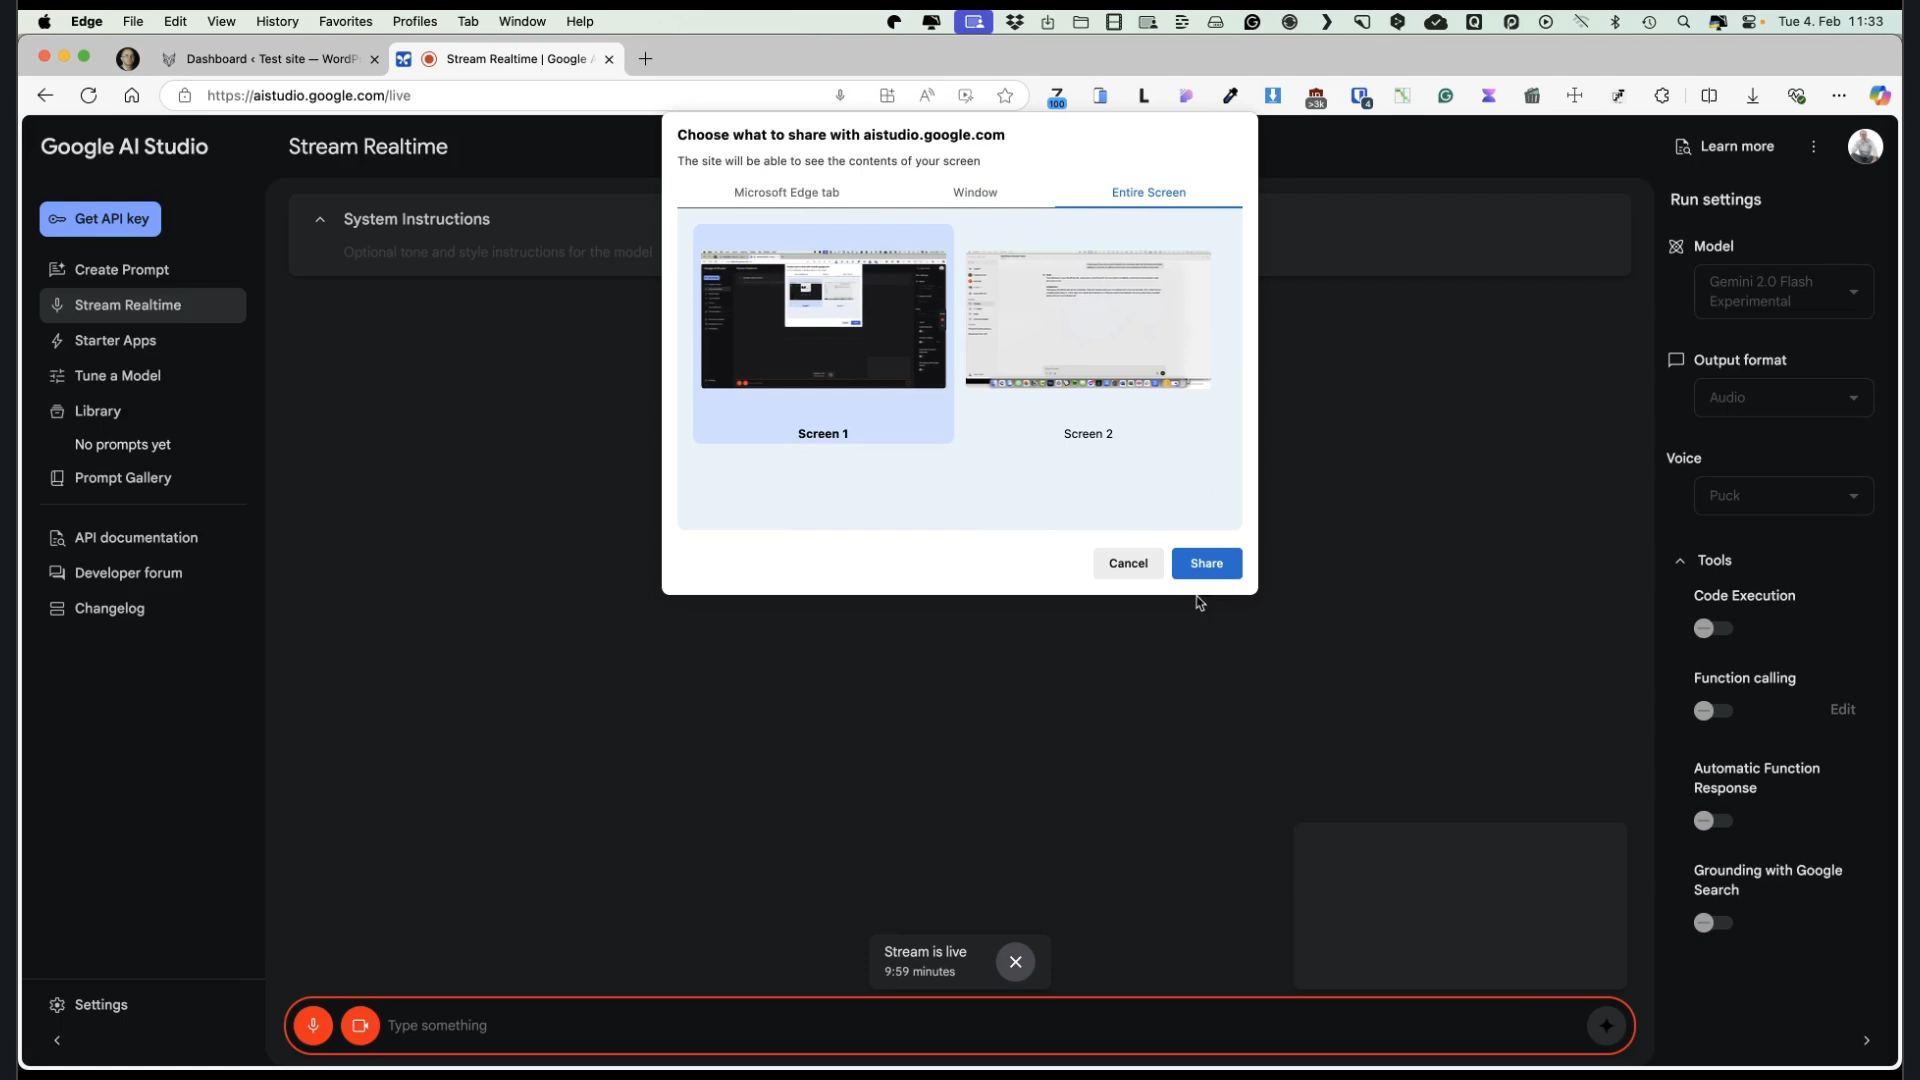 Edge File Edit View History Favorites Profiles Tab Window Help Tue 4. Feb 11:33
Dashboard ‹ Test site — WordP
Stream Realtime | Google
https://aistudio.google.com/live
100
>3k
4
Google AI Studio
Stream Realtime
Learn more
Get API key
Create Prompt
Stream Realtime
Starter Apps
Tune a Model
Library
No prompts yet
Prompt Gallery
API documentation
Developer forum
Changelog
Settings
System Instructions
Optional tone and style instructions for the model
Choose what to share with aistudio.google.com
The site will be able to see the contents of your screen
Microsoft Edge tab Window Entire Screen
Screen 1 Screen 2
Cancel Share
Stream is live
9:59 minutes
Type something
Run settings
Model
Gemini 2.0 Flash
Experimental
Output format
Audio
Voice
Puck
Tools
Code Execution
Function calling
Edit
Automatic Function
Response
Grounding with Google
Search